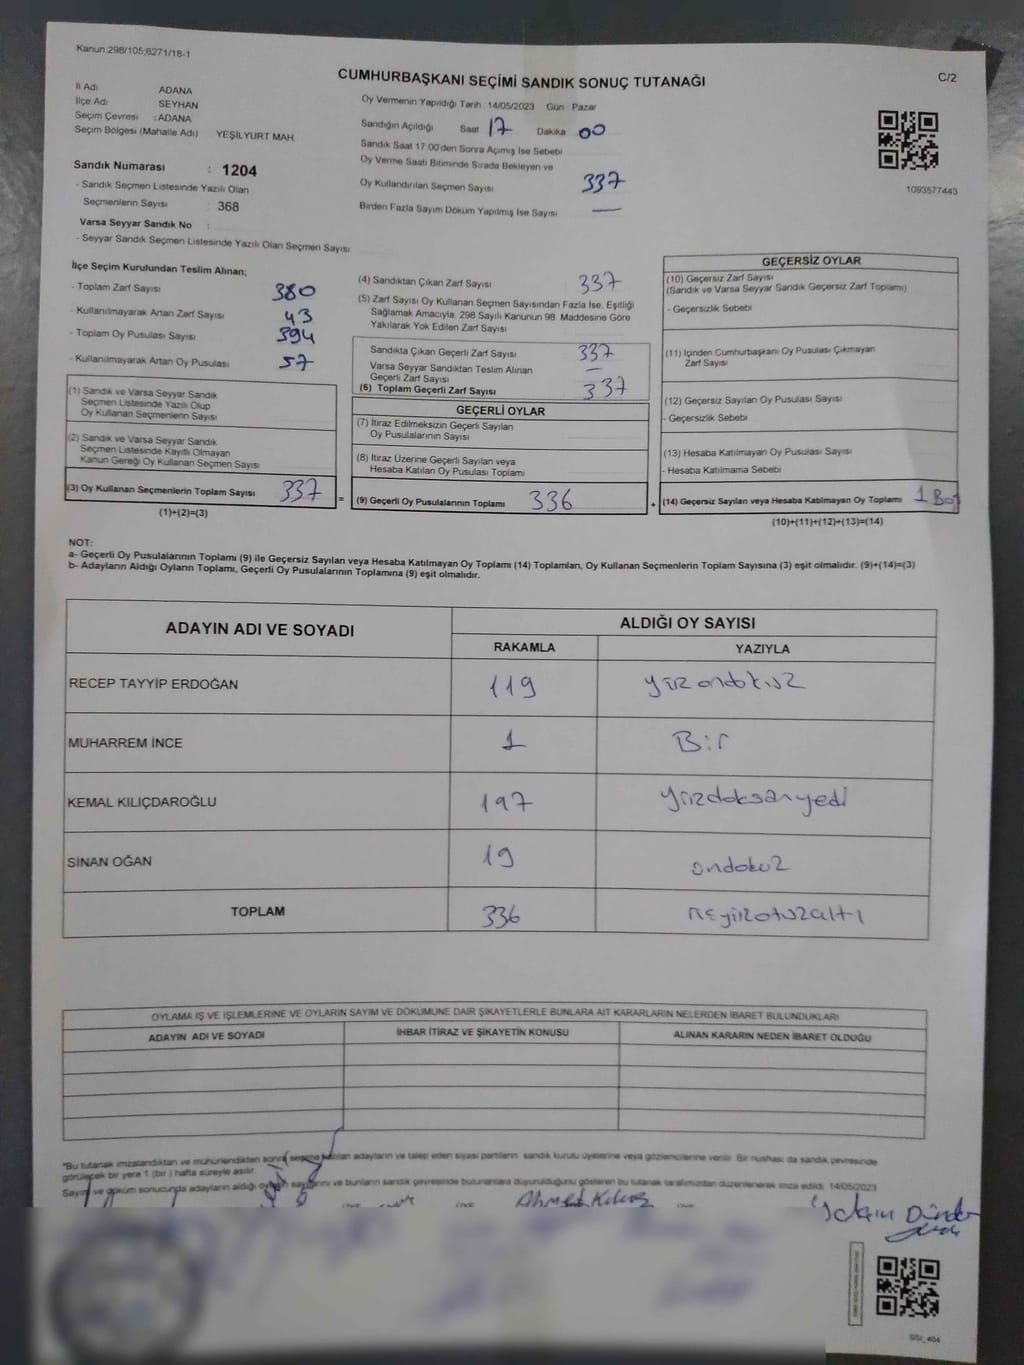 Kanun.298/105;6271/18-1
CUMHURBAŞKANI SEÇİMİ SANDIK SONUÇ TUTANAĞI
C/2
İl Adı ADANA
İlçe Adı SEYHAN
Seçim Çevresi :ADANA
Seçim Bölgesi (Mahalle Adı) YEŞİLYURT MAH.
Sandık Numarası : 1204
- Sandık Seçmen Listesinde Yazılı Olan
Seçmenlerin Sayısı : 368
Varsa Seyyar Sandık No :
- Seyyar Sandık Seçmen Listesinde Yazılı Olan Seçmen Sayısı
Oy Vermenin Yapıldığı Tarih 14/05/2023 Gün Pazar
Sandığın Açıldığı Saat 17 Dakika 00
Sandık Saat 17:00'den Sonra Açımış İse Sebebi
Oy Verme Saati Bitiminde Sırada Bekleyen ve
Oy Kullandırılan Seçmen Sayısı 337
Birden Fazla Sayım Döküm Yapılmış İse Sayısı —
1093577443
İlçe Seçim Kurulundan Teslim Alınan;
- Toplam Zarf Sayısı 380
- Kullanılmayarak Artan Zarf Sayısı 43
- Toplam Oy Pusulası Sayısı 394
- Kullanılmayarak Artan Oy Pusulası 57
(1) Sandık ve Varsa Seyyar Sandık
Seçmen Listesinde Yazılı Olup
Oy Kullanan Seçmenlerin Sayısı
(2) Sandık ve Varsa Seyyar Sandık
Seçmen Listesinde Kayıtlı Olmayan
Kanun Gereği Oy Kullanan Seçmen Sayısı
(3) Oy Kullanan Seçmenlerin Toplam Sayısı 337
(1)+(2)=(3)
=
(4) Sandıktan Çıkan Zarf Sayısı 337
(5) Zarf Sayısı Oy Kullanan Seçmen Sayısından Fazla İse, Eşitliği
Sağlamak Amacıyla, 298 Sayılı Kanunun 98. Maddesine Göre
Yakılarak Yok Edilen Zarf Sayısı
Sandıkta Çıkan Geçerli Zarf Sayısı 337
Varsa Seyyar Sandıktan Teslim Alınan
Geçerli Zarf Sayısı —
(6) Toplam Geçerli Zarf Sayısı 337
GEÇERLİ OYLAR
(7) İtiraz Edilmeksizin Geçerli Sayılan
Oy Pusulalarının Sayısı
(8) İtiraz Üzerine Geçerli Sayılan veya
Hesaba Katılan Oy Pusulası Toplamı
(9) Geçerli Oy Pusulalarının Toplamı 336
+
GEÇERSİZ OYLAR
(10) Geçersiz Zarf Sayısı
(Sandık ve Varsa Seyyar Sandık Geçersiz Zarf Toplamı)
- Geçersizlik Sebebi
(11) İçinden Cumhurbaşkanı Oy Pusulası Çıkmayan
Zarf Sayısı
(12) Geçersiz Sayılan Oy Pusulası Sayısı
- Geçersizlik Sebebi
(13) Hesaba Katılmayan Oy Pusulası Sayısı
- Hesaba Katılmama Sebebi
(14) Geçersiz Sayılan veya Hesaba Katılmayan Oy Toplamı 1 Boş
(10)+(11)+(12)+(13)=(14)
NOT:
a- Geçerli Oy Pusulalarının Toplamı (9) ile Geçersiz Sayılan veya Hesaba Katılmayan Oy Toplamı (14) Toplamları, Oy Kullanan Seçmenlerin Toplam Sayısına (3) eşit olmalıdır. (9)+(14)=(3)
b- Adayların Aldığı Oyların Toplamı, Geçerli Oy Pusulalarının Toplamına (9) eşit olmalıdır.
ADAYIN ADI VE SOYADI ALDIĞI OY SAYISI
RAKAMLA YAZIYLA
RECEP TAYYİP ERDOĞAN 119 yüzondokuz
MUHARREM İNCE 1 Bir
KEMAL KILIÇDAROĞLU 197 yüzdoksanyedi
SİNAN OĞAN 19 ondokuz
TOPLAM 336
OYLAMA İŞ VE İŞLEMLERİNE VE OYLARIN SAYIM VE DÖKÜMÜNE DAİR ŞİKAYETLERLE BUNLARA AİT KARARLARIN NELERDEN İBARET BULUNDUKLARI
ADAYIN ADI VE SOYADI İHBAR İTİRAZ VE ŞİKAYETİN KONUSU ALINAN KARARIN NEDEN İBARET OLDUĞU
*Bu tutanak imzalandıktan ve mühürlendikten sonra seçime katılan adayların ve talep eden siyasi partilerin sandık kurulu üyelerine veya gözlemcilerine verilir. Bir nüshası da sandık çevresinde
görülecek bir yere 1 (bir ) hafta süreyle asılır.
Sayım ve döküm sonucunda adayların aldığı oyların sayılarını ve bunların sandık çevresinde bulunanlara duyurulduğunu gösteren bu tutanak tarafımızdan düzenlenerek imza edildi. 14/05/2023
Ahmet